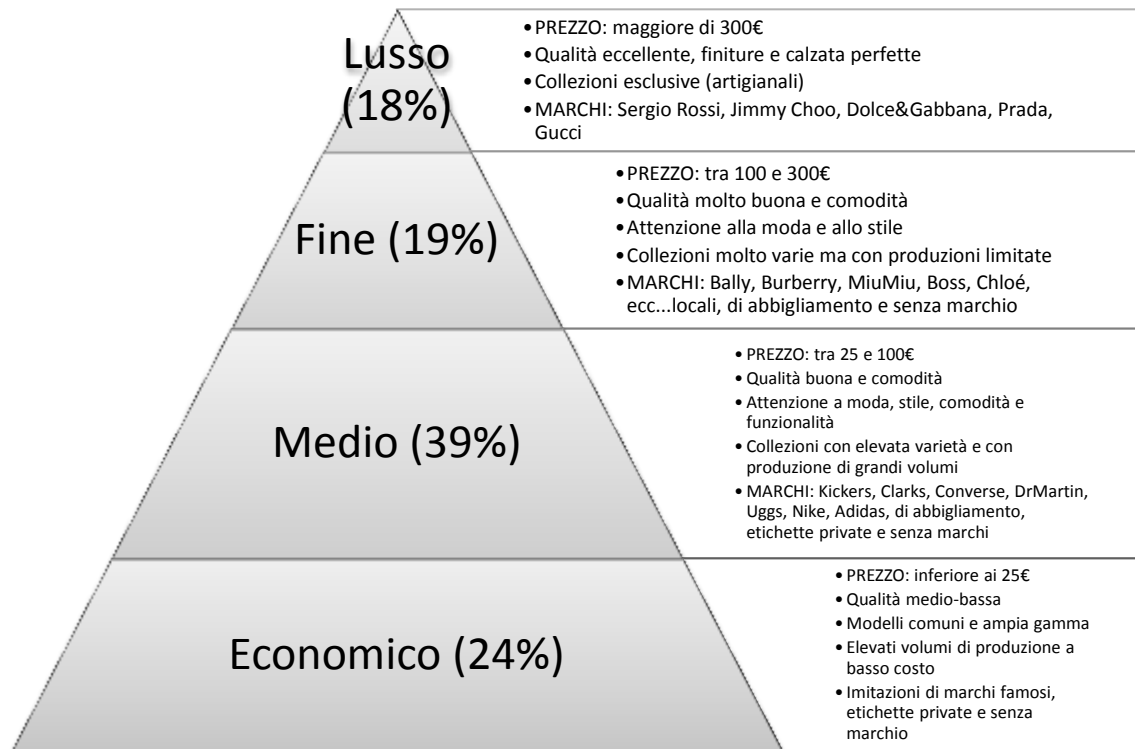 Lusso
(18%)
•PREZZO: maggiore di 300€
•Qualità eccellente, finiture e calzata perfette
•Collezioni esclusive (artigianali)
•MARCHI: Sergio Rossi, Jimmy Choo, Dolce&Gabbana, Prada,
Gucci
Fine (19%)
•PREZZO: tra 100 e 300€
•Qualità molto buona e comodità
•Attenzione alla moda e allo stile
•Collezioni molto varie ma con produzioni limitate
•MARCHI: Bally, Burberry, MiuMiu, Boss, Chloé,
ecc...locali, di abbigliamento e senza marchio
Medio (39%)
• PREZZO: tra 25 e 100€
• Qualità buona e comodità
• Attenzione a moda, stile, comodità e
funzionalità
• Collezioni con elevata varietà e con
produzione di grandi volumi
• MARCHI: Kickers, Clarks, Converse, DrMartin,
Uggs, Nike, Adidas, di abbigliamento,
etichette private e senza marchi
Economico (24%)
• PREZZO: inferiore ai 25€
• Qualità medio-bassa
• Modelli comuni e ampia gamma
• Elevati volumi di produzione a
basso costo
• Imitazioni di marchi famosi,
etichette private e senza
marchio